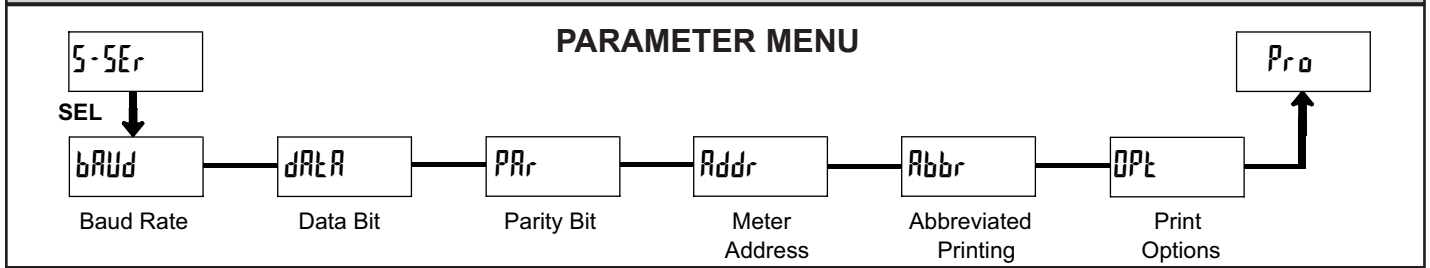 PARAMETER MENU
5-SEr
Pro
SEL
bAUd
dAtA
PAr
Addr
Abbr
OPt
Baud Rate
Data Bit
Parity Bit
Meter
Address
Abbreviated
Printing
Print
Options